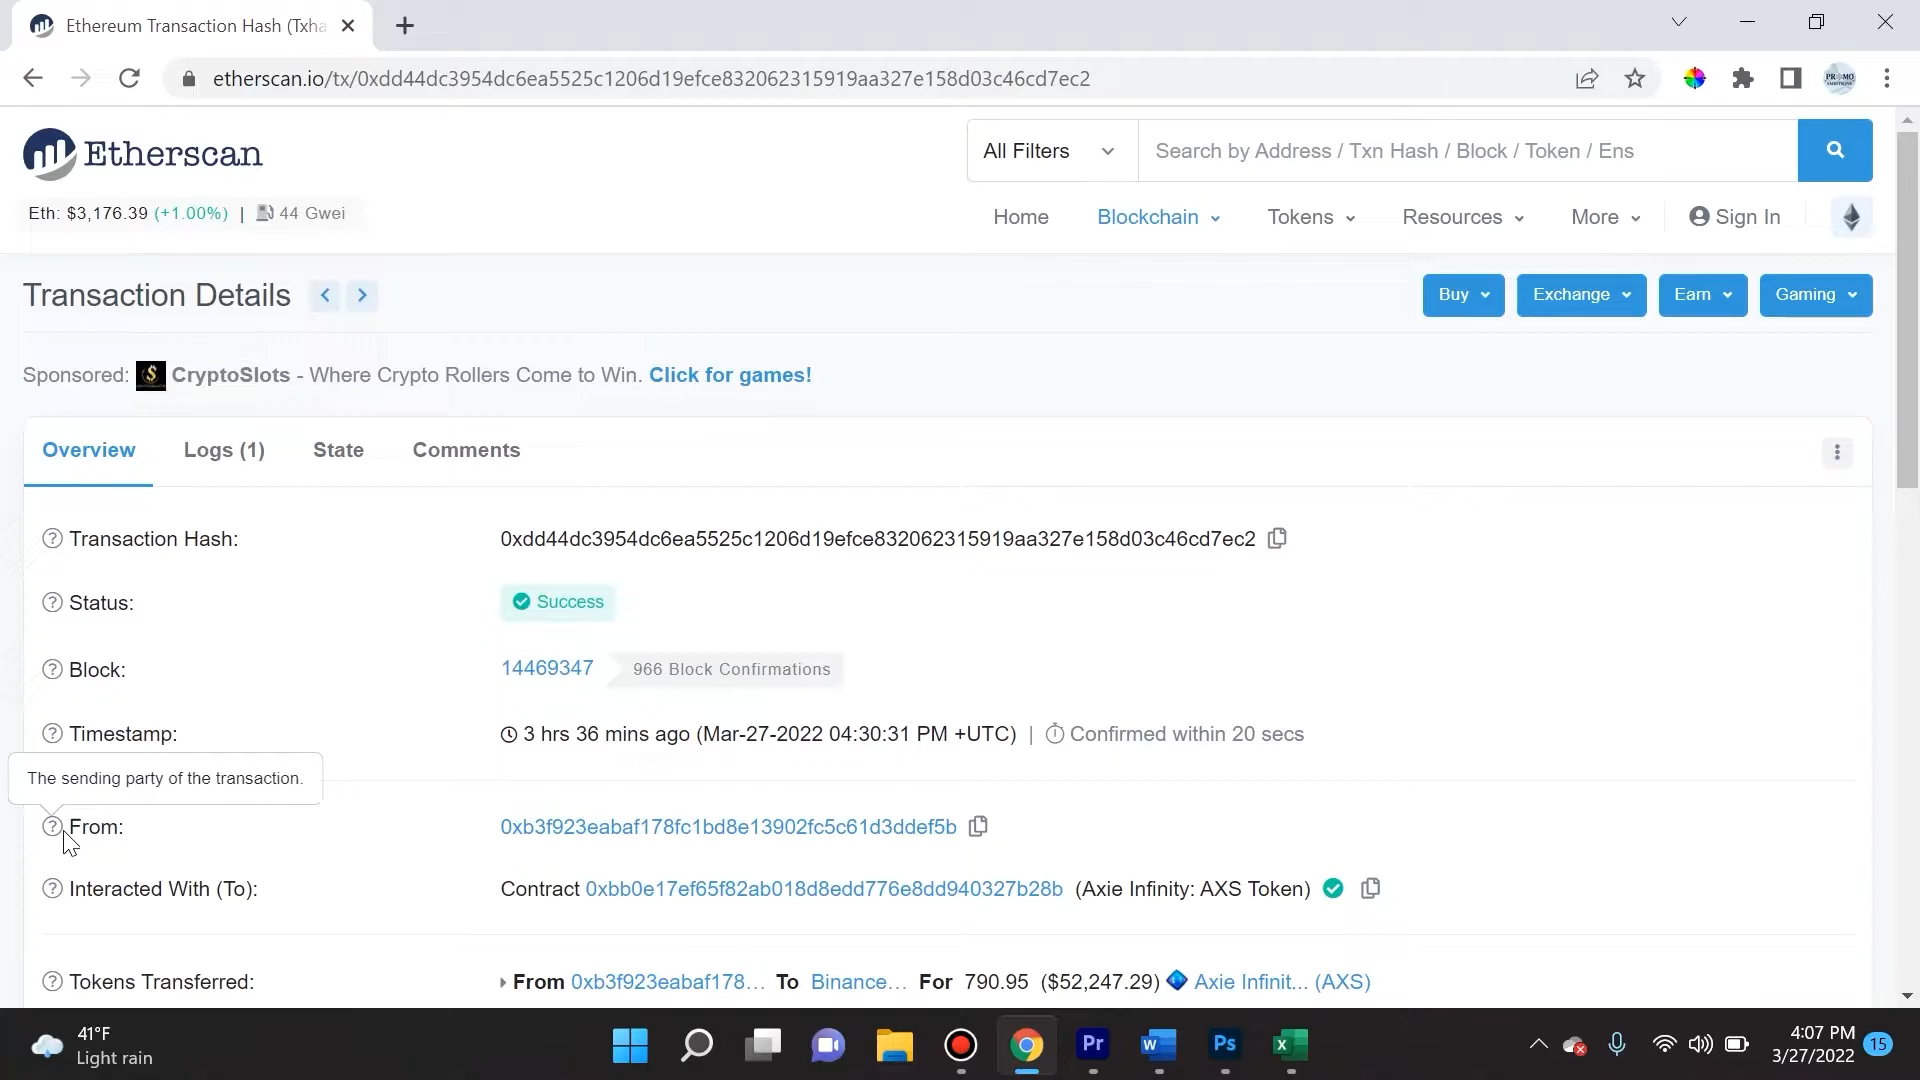 Ethereum Transaction Hash (Txha
etherscan.io/tx/0xdd44dc3954dc6ea5525c1206d19efce832062315919aa327e158d03c46cd7ec2
PROMO
Etherscan
All Filters
Search by Address / Txn Hash / Block / Token / Ens
Eth: $3,176.39 (+1.00%) | 44 Gwei
Home Blockchain Tokens Resources More Sign In
Transaction Details
Buy Exchange Earn Gaming
Sponsored: CryptoSlots - Where Crypto Rollers Come to Win. Click for games!
Overview Logs (1) State Comments
Transaction Hash: 0xdd44dc3954dc6ea5525c1206d19efce832062315919aa327e158d03c46cd7ec2
Status: Success
Block: 14469347 966 Block Confirmations
Timestamp: 3 hrs 36 mins ago (Mar-27-2022 04:30:31 PM +UTC) | Confirmed within 20 secs
The sending party of the transaction.
From: 0xb3f923eabaf178fc1bd8e13902fc5c61d3ddef5b
Interacted With (To): Contract 0xbb0e17ef65f82ab018d8edd776e8dd940327b28b (Axie Infinity: AXS Token)
Tokens Transferred: From 0xb3f923eabaf178... To Binance... For 790.95 ($52,247.29) Axie Infinit... (AXS)
41°F
Light rain
Pr W Ps X
4:07 PM
3/27/2022
15